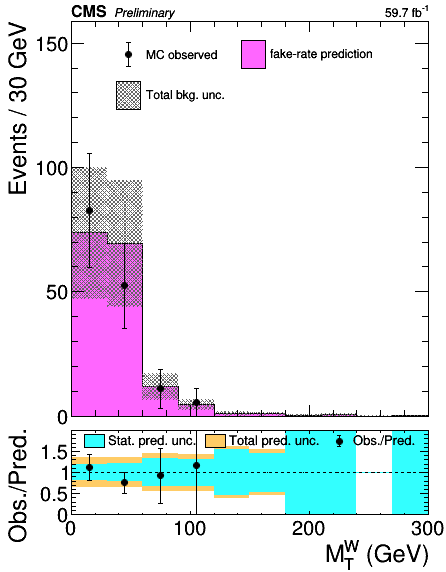 CMS Preliminary 59.7 fb⁻¹
Events / 30 GeV
150
100
50
0
MC observed
fake-rate prediction
Total bkg. unc.
Obs./Pred.
1.5
1
0.5
0
Stat. pred. unc.
Total pred. unc.
Obs./Pred.
0 100 200 300
M_T^W (GeV)